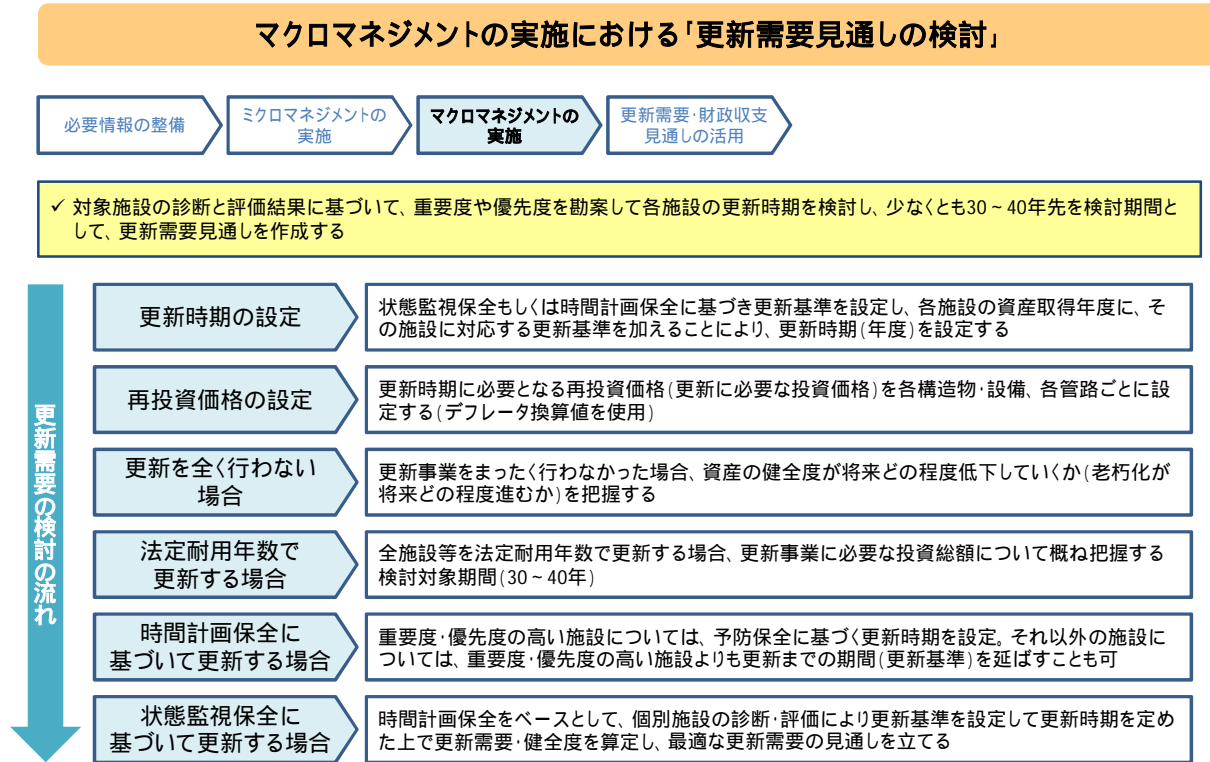 マクロマネジメントの実施における「更新需要見通しの検討」
必要情報の整備
ミクロマネジメントの
実施
マクロマネジメントの
実施
更新需要・財政収支
見通しの活用
✓ 対象施設の診断と評価結果に基づいて、重要度や優先度を勘案して各施設の更新時期を検討し、少なくとも30~40年先を検討期間と
して、更新需要見通しを作成する
更新需要の検討の流れ
更新時期の設定
状態監視保全もしくは時間計画保全に基づき更新基準を設定し、各施設の資産取得年度に、そ
の施設に対応する更新基準を加えることにより、更新時期(年度)を設定する
再投資価格の設定
更新時期に必要となる再投資価格(更新に必要な投資価格)を各構造物・設備、各管路ごとに設
定する(デフレータ換算値を使用)
更新を全く行わない
場合
更新事業をまったく行わなかった場合、資産の健全度が将来どの程度低下していくか(老朽化が
将来どの程度進むか)を把握する
法定耐用年数で
更新する場合
全施設等を法定耐用年数で更新する場合、更新事業に必要な投資総額について概ね把握する
検討対象期間(30~40年)
時間計画保全に
基づいて更新する場合
重要度・優先度の高い施設については、予防保全に基づく更新時期を設定。それ以外の施設に
ついては、重要度・優先度の高い施設よりも更新までの期間(更新基準)を延ばすことも可
状態監視保全に
基づいて更新する場合
時間計画保全をベースとして、個別施設の診断・評価により更新基準を設定して更新時期を定め
た上で更新需要・健全度を算定し、最適な更新需要の見通しを立てる